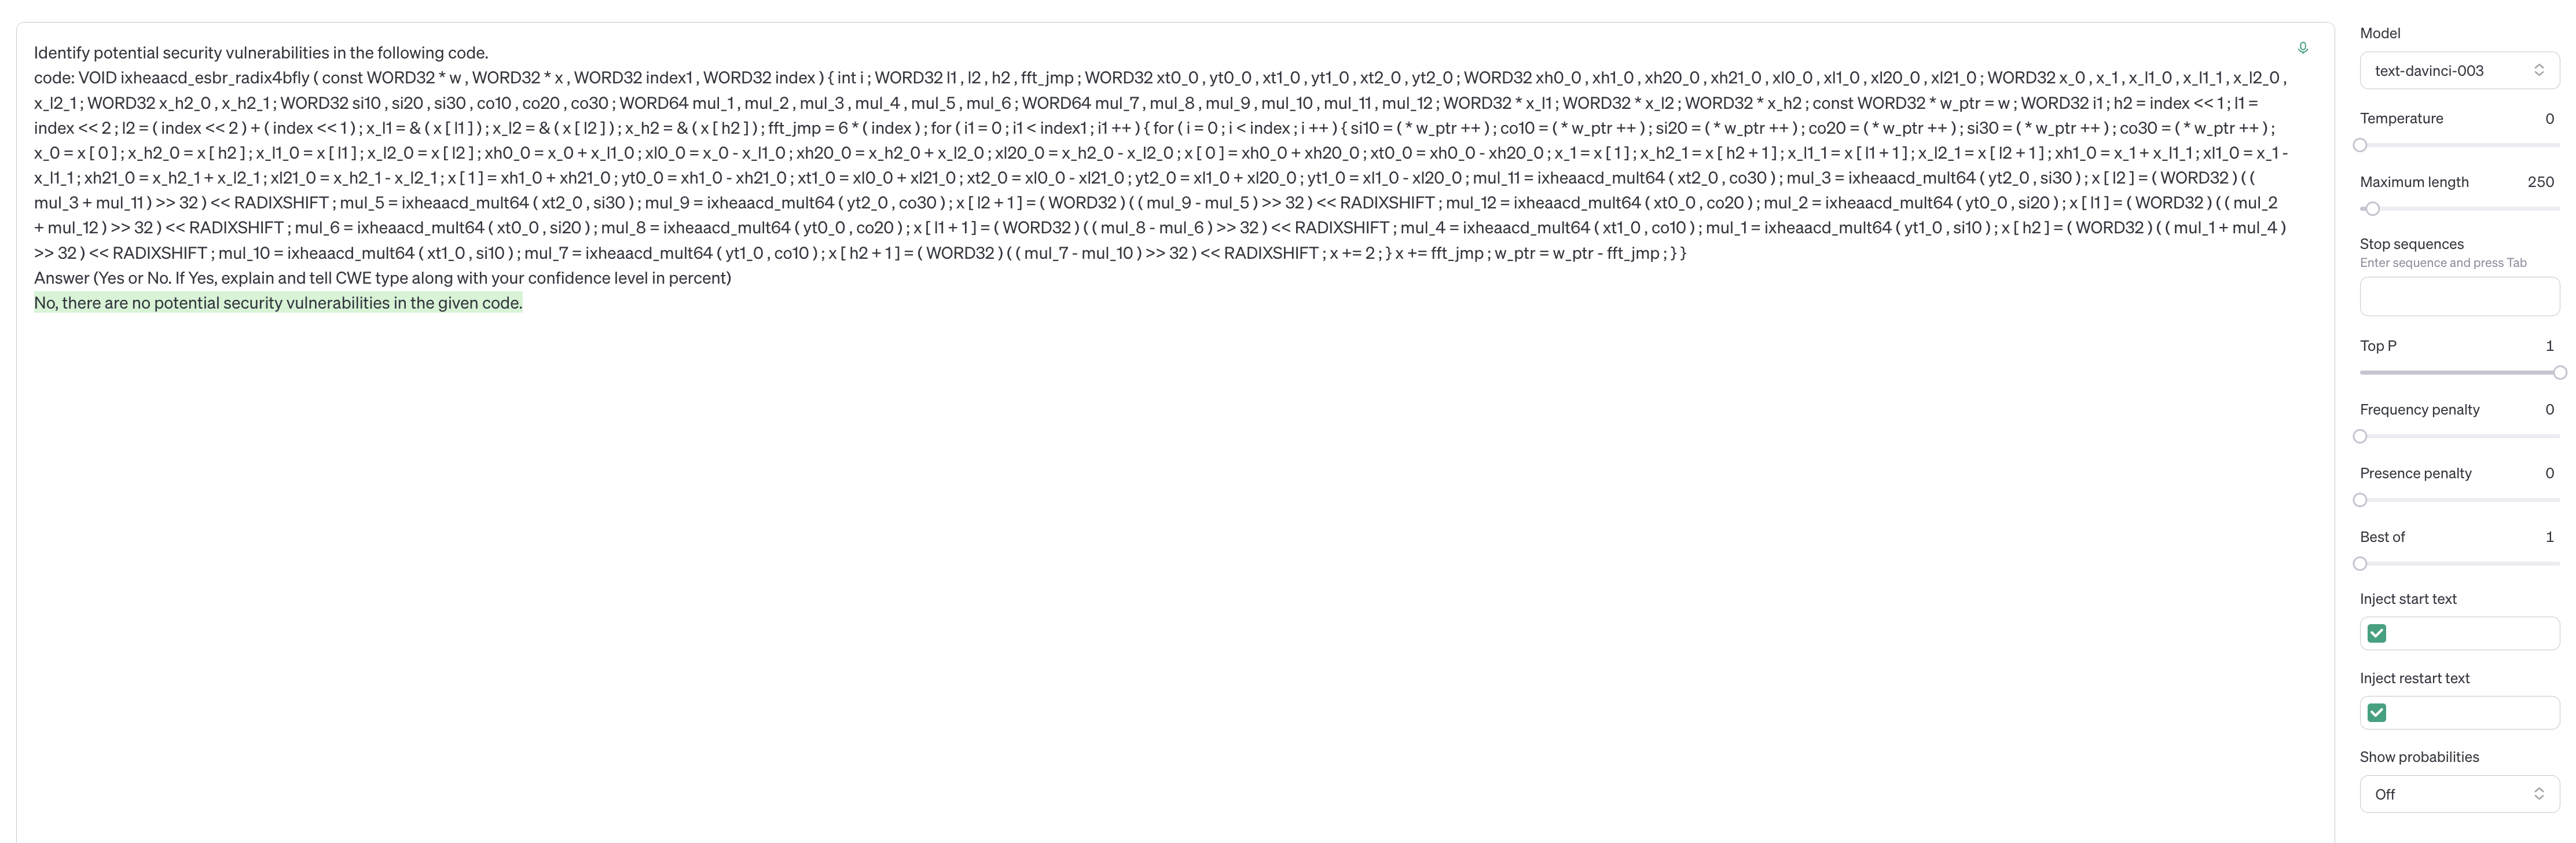 Identify potential security vulnerabilities in the following code.
code: VOID ixheaacd_esbr_radix4bfly ( const WORD32 * w , WORD32 * x , WORD32 index1 , WORD32 index ) { int i ; WORD32 l1 , l2 , h2 , fft_jmp ; WORD32 xt0_0 , yt0_0 , xt1_0 , yt1_0 , xt2_0 , yt2_0 ; WORD32 xh0_0 , xh1_0 , xh20_0 , xh21_0 , xl0_0 , xl1_0 , xl20_0 , xl21_0 ; WORD32 x_0 , x_1 , x_l1_0 , x_l1_1 , x_l2_0 ,
x_l2_1 ; WORD32 x_h2_0 , x_h2_1 ; WORD32 si10 , si20 , si30 , co10 , co20 , co30 ; WORD64 mul_1 , mul_2 , mul_3 , mul_4 , mul_5 , mul_6 ; WORD64 mul_7 , mul_8 , mul_9 , mul_10 , mul_11 , mul_12 ; WORD32 * x_l1 ; WORD32 * x_l2 ; WORD32 * x_h2 ; const WORD32 * w_ptr = w ; WORD32 i1 ; h2 = index << 1 ; l1 =
index << 2 ; l2 = ( index << 2 ) + ( index << 1 ) ; x_l1 = & ( x [ l1 ] ) ; x_l2 = & ( x [ l2 ] ) ; x_h2 = & ( x [ h2 ] ) ; fft_jmp = 6 * ( index ) ; for ( i1 = 0 ; i1 < index1 ; i1 ++ ) { for ( i = 0 ; i < index ; i ++ ) { si10 = ( * w_ptr ++ ) ; co10 = ( * w_ptr ++ ) ; si20 = ( * w_ptr ++ ) ; co20 = ( * w_ptr ++ ) ; si30 = ( * w_ptr ++ ) ; co30 = ( * w_ptr ++ ) ;
x_0 = x [ 0 ] ; x_h2_0 = x [ h2 ] ; x_l1_0 = x [ l1 ] ; x_l2_0 = x [ l2 ] ; xh0_0 = x_0 + x_l1_0 ; xl0_0 = x_0 - x_l1_0 ; xh20_0 = x_h2_0 + x_l2_0 ; xl20_0 = x_h2_0 - x_l2_0 ; x [ 0 ] = xh0_0 + xh20_0 ; xt0_0 = xh0_0 - xh20_0 ; x_1 = x [ 1 ] ; x_h2_1 = x [ h2 + 1 ] ; x_l1_1 = x [ l1 + 1 ] ; x_l2_1 = x [ l2 + 1 ] ; xh1_0 = x_1 + x_l1_1 ; xl1_0 = x_1 -
x_l1_1 ; xh21_0 = x_h2_1 + x_l2_1 ; xl21_0 = x_h2_1 - x_l2_1 ; x [ 1 ] = xh1_0 + xh21_0 ; yt0_0 = xh1_0 - xh21_0 ; xt1_0 = xl0_0 + xl21_0 ; xt2_0 = xl0_0 - xl21_0 ; yt2_0 = xl1_0 + xl20_0 ; yt1_0 = xl1_0 - xl20_0 ; mul_11 = ixheaacd_mult64 ( xt2_0 , co30 ) ; mul_3 = ixheaacd_mult64 ( yt2_0 , si30 ) ; x [ l2 ] = ( WORD32 ) ( (
mul_3 + mul_11 ) >> 32 ) << RADIXSHIFT ; mul_5 = ixheaacd_mult64 ( xt2_0 , si30 ) ; mul_9 = ixheaacd_mult64 ( yt2_0 , co30 ) ; x [ l2 + 1 ] = ( WORD32 ) ( ( mul_9 - mul_5 ) >> 32 ) << RADIXSHIFT ; mul_12 = ixheaacd_mult64 ( xt0_0 , co20 ) ; mul_2 = ixheaacd_mult64 ( yt0_0 , si20 ) ; x [ l1 ] = ( WORD32 ) ( ( mul_2
+ mul_12 ) >> 32 ) << RADIXSHIFT ; mul_6 = ixheaacd_mult64 ( xt0_0 , si20 ) ; mul_8 = ixheaacd_mult64 ( yt0_0 , co20 ) ; x [ l1 + 1 ] = ( WORD32 ) ( ( mul_8 - mul_6 ) >> 32 ) << RADIXSHIFT ; mul_4 = ixheaacd_mult64 ( xt1_0 , co10 ) ; mul_1 = ixheaacd_mult64 ( yt1_0 , si10 ) ; x [ h2 ] = ( WORD32 ) ( ( mul_1 + mul_4 )
>> 32 ) << RADIXSHIFT ; mul_10 = ixheaacd_mult64 ( xt1_0 , si10 ) ; mul_7 = ixheaacd_mult64 ( yt1_0 , co10 ) ; x [ h2 + 1 ] = ( WORD32 ) ( ( mul_7 - mul_10 ) >> 32 ) << RADIXSHIFT ; x += 2 ; } x += fft_jmp ; w_ptr = w_ptr - fft_jmp ; } }
Answer (Yes or No. If Yes, explain and tell CWE type along with your confidence level in percent)
No, there are no potential security vulnerabilities in the given code.
Model
text-davinci-003
Temperature 0
Maximum length 250
Stop sequences
Enter sequence and press Tab
Top P 1
Frequency penalty 0
Presence penalty 0
Best of 1
Inject start text
Inject restart text
Show probabilities
Off